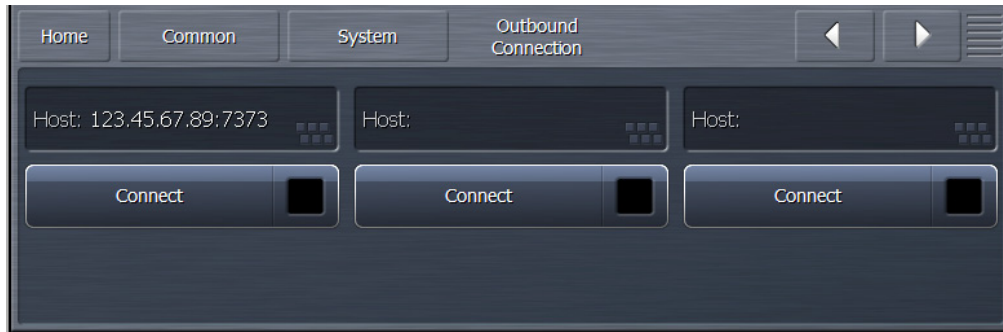 Home
Common
System
Outbound
Connection
Host: 123.45.67.89:7373
Host:
Host:
Connect
Connect
Connect